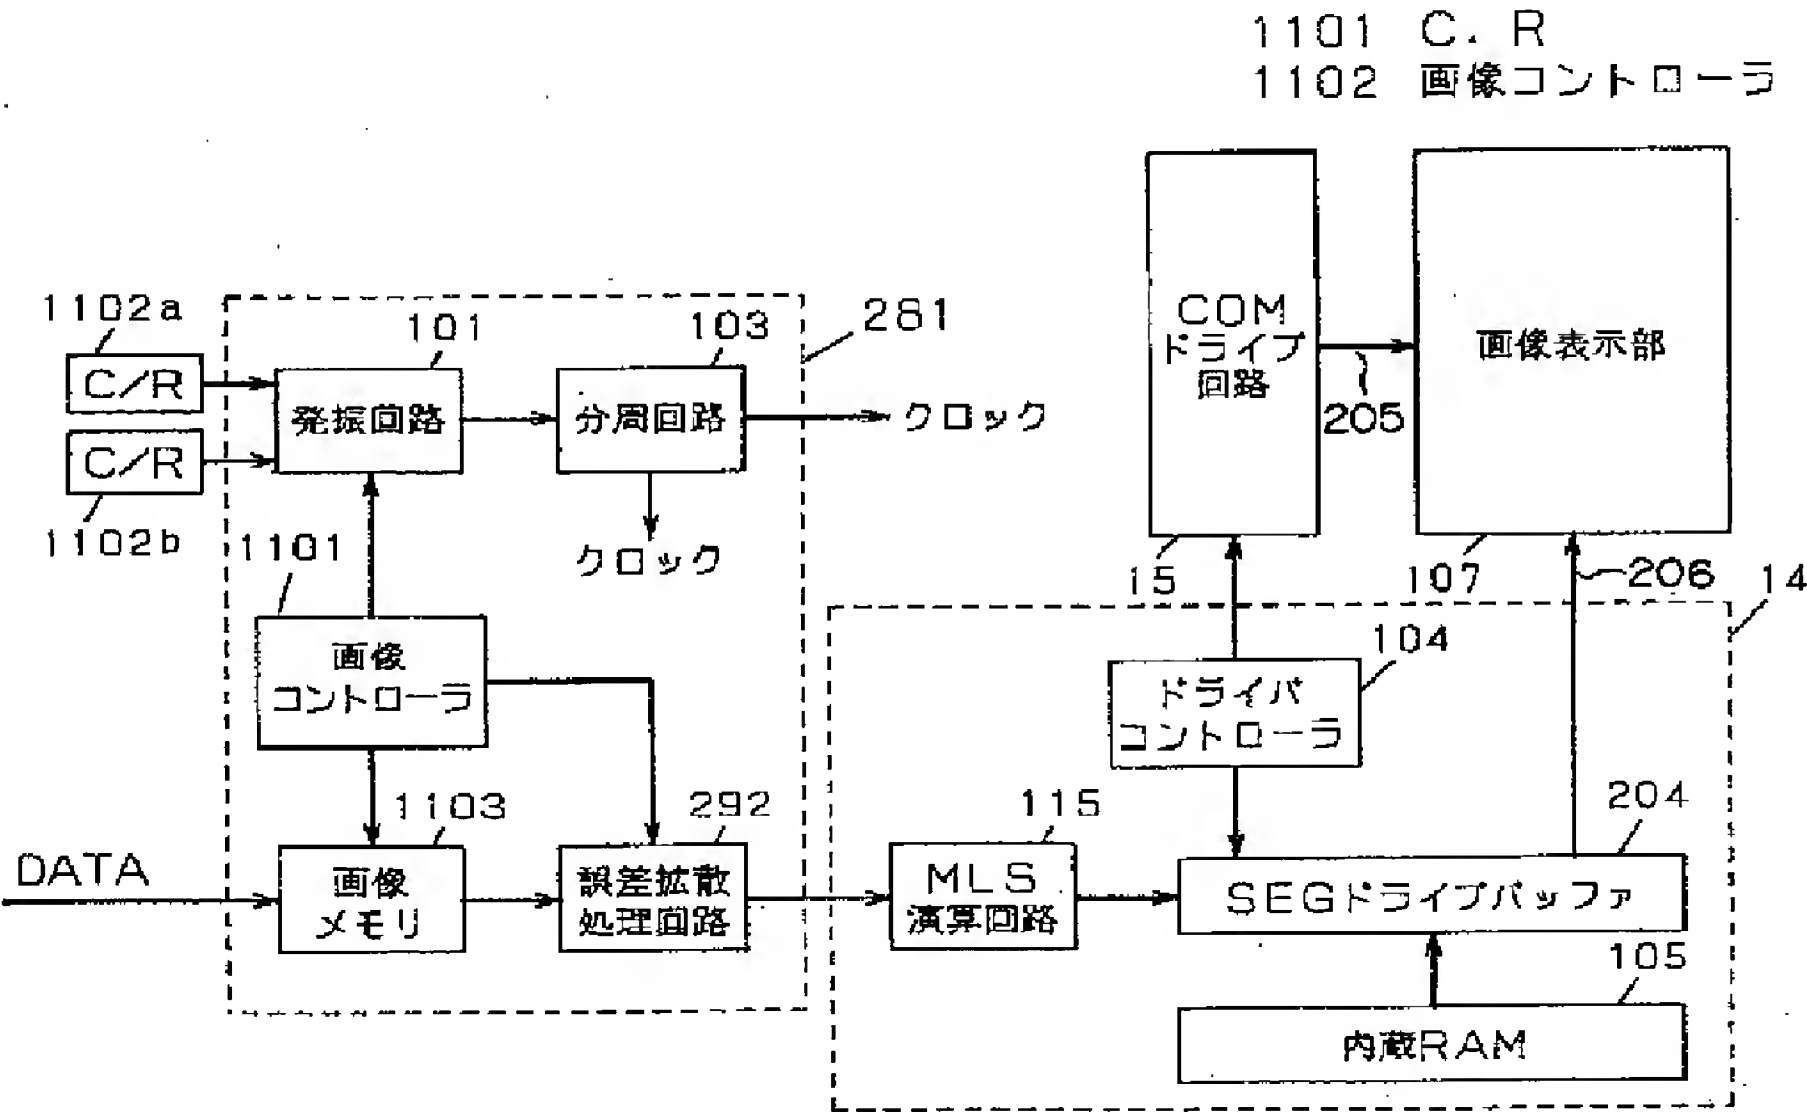 1101 C.R
1102 画像コントローラ
1102a
C/R
C/R
1102b
101
発振回路
103
分周回路
281
クロック
クロック
1101
画像
コントローラ
DATA
1103
画像
メモリ
292
誤差拡散
処理回路
COM
ドライブ
回路
15
205
画像表示部
107
206
14
104
ドライバ
コントローラ
115
MLS
演算回路
204
SEGドライブバッファ
105
内蔵RAM